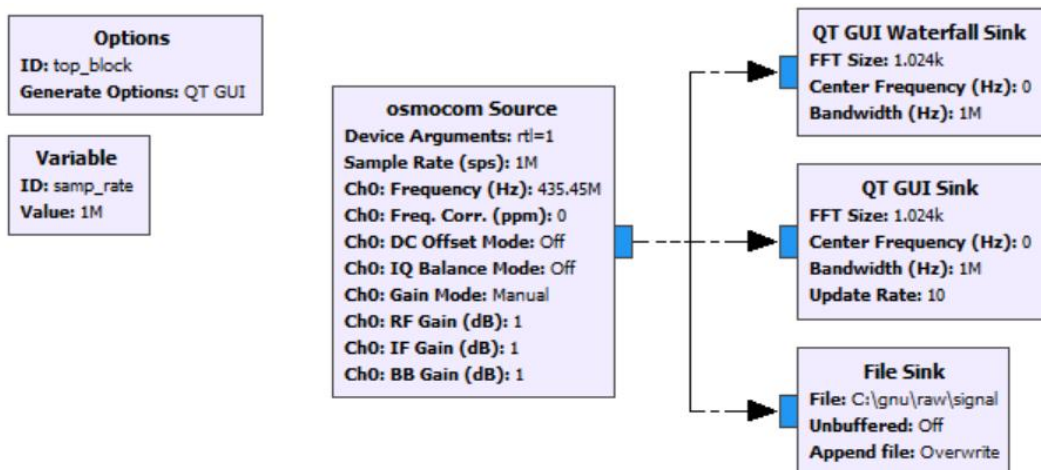 Options
ID: top_block
Generate Options: QT GUI
Variable
ID: samp_rate
Value: 1M
osmocom Source
Device Arguments: rtl=1
Sample Rate (sps): 1M
Ch0: Frequency (Hz): 435.45M
Ch0: Freq. Corr. (ppm): 0
Ch0: DC Offset Mode: Off
Ch0: IQ Balance Mode: Off
Ch0: Gain Mode: Manual
Ch0: RF Gain (dB): 1
Ch0: IF Gain (dB): 1
Ch0: BB Gain (dB): 1
QT GUI Waterfall Sink
FFT Size: 1.024k
Center Frequency (Hz): 0
Bandwidth (Hz): 1M
QT GUI Sink
FFT Size: 1.024k
Center Frequency (Hz): 0
Bandwidth (Hz): 1M
Update Rate: 10
File Sink
File: C:\gnu\raw\signal
Unbuffered: Off
Append file: Overwrite